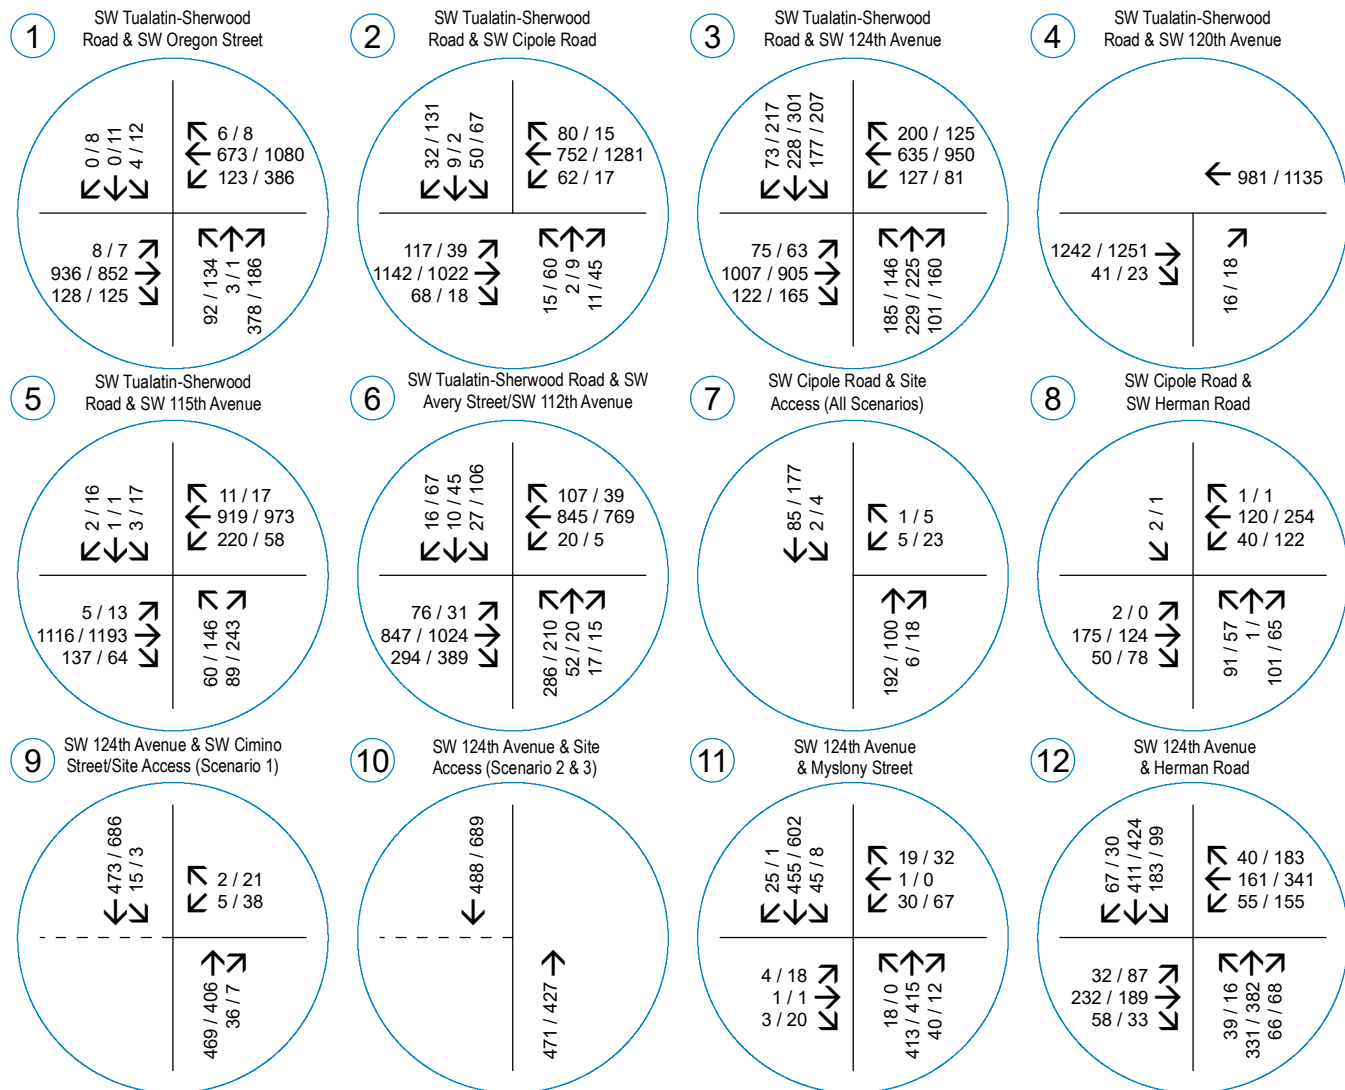 1
SW Tualatin-Sherwood
Road & SW Oregon Street
0 / 8
0 / 11
4 / 12
6 / 8
673 / 1080
123 / 386
8 / 7
936 / 852
128 / 125
92 / 134
3 / 1
378 / 186
2
SW Tualatin-Sherwood
Road & SW Cipole Road
32 / 131
9 / 2
50 / 67
80 / 15
752 / 1281
62 / 17
117 / 39
1142 / 1022
68 / 18
15 / 60
2 / 9
11 / 45
3
SW Tualatin-Sherwood
Road & SW 124th Avenue
73 / 217
228 / 301
177 / 207
200 / 125
635 / 950
127 / 81
75 / 63
1007 / 905
122 / 165
185 / 146
229 / 225
101 / 160
4
SW Tualatin-Sherwood
Road & SW 120th Avenue
981 / 1135
1242 / 1251
41 / 23
16 / 18
5
SW Tualatin-Sherwood
Road & SW 115th Avenue
2 / 16
1 / 1
3 / 17
11 / 17
919 / 973
220 / 58
5 / 13
1116 / 1193
137 / 64
60 / 146
89 / 243
6
SW Tualatin-Sherwood Road & SW
Avery Street/SW 112th Avenue
16 / 67
10 / 45
27 / 106
107 / 39
845 / 769
20 / 5
76 / 31
847 / 1024
294 / 389
286 / 210
52 / 20
17 / 15
7
SW Cipole Road & Site
Access (All Scenarios)
85 / 177
2 / 4
1 / 5
5 / 23
192 / 100
6 / 18
8
SW Cipole Road &
SW Herman Road
2 / 1
1 / 1
120 / 254
40 / 122
2 / 0
175 / 124
50 / 78
91 / 57
1 / 1
101 / 65
9
SW 124th Avenue & SW Cimino
Street/Site Access (Scenario 1)
473 / 686
15 / 3
2 / 21
5 / 38
469 / 406
36 / 7
10
SW 124th Avenue & Site
Access (Scenario 2 & 3)
488 / 689
471 / 427
11
SW 124th Avenue
& Myslony Street
25 / 1
455 / 602
45 / 8
19 / 32
1 / 0
30 / 67
4 / 18
1 / 1
3 / 20
18 / 0
413 / 415
40 / 12
12
SW 124th Avenue
& Herman Road
67 / 30
411 / 424
183 / 99
40 / 183
161 / 341
55 / 155
32 / 87
232 / 189
58 / 33
39 / 16
331 / 382
66 / 68